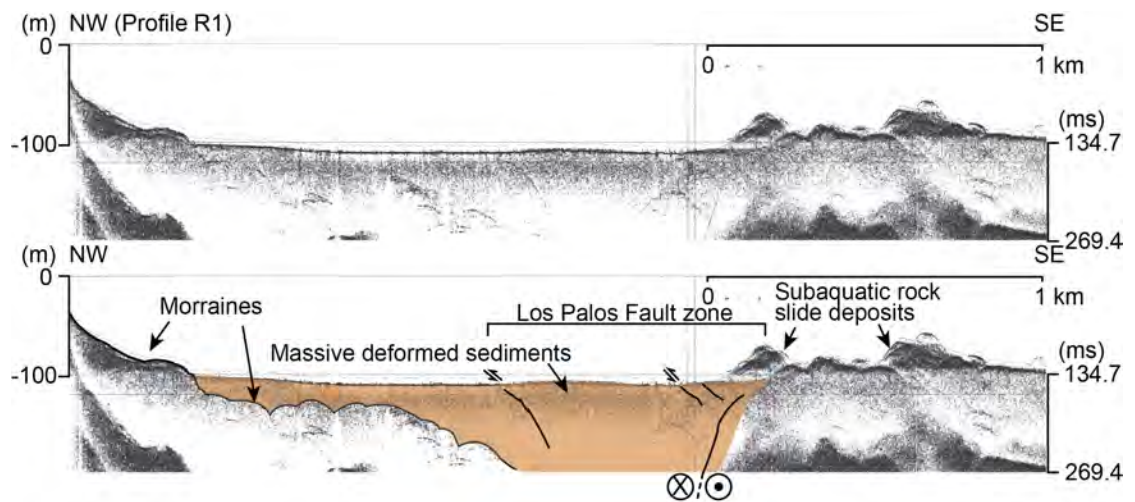 (m) NW (Profile R1) SE
0
0 1 km
(ms)
-100 134.7
269.4
(m) NW SE
0
0 1 km
Morraines
Subaquatic rock
slide deposits
Los Palos Fault zone
Massive deformed sediments
(ms)
-100 134.7
269.4